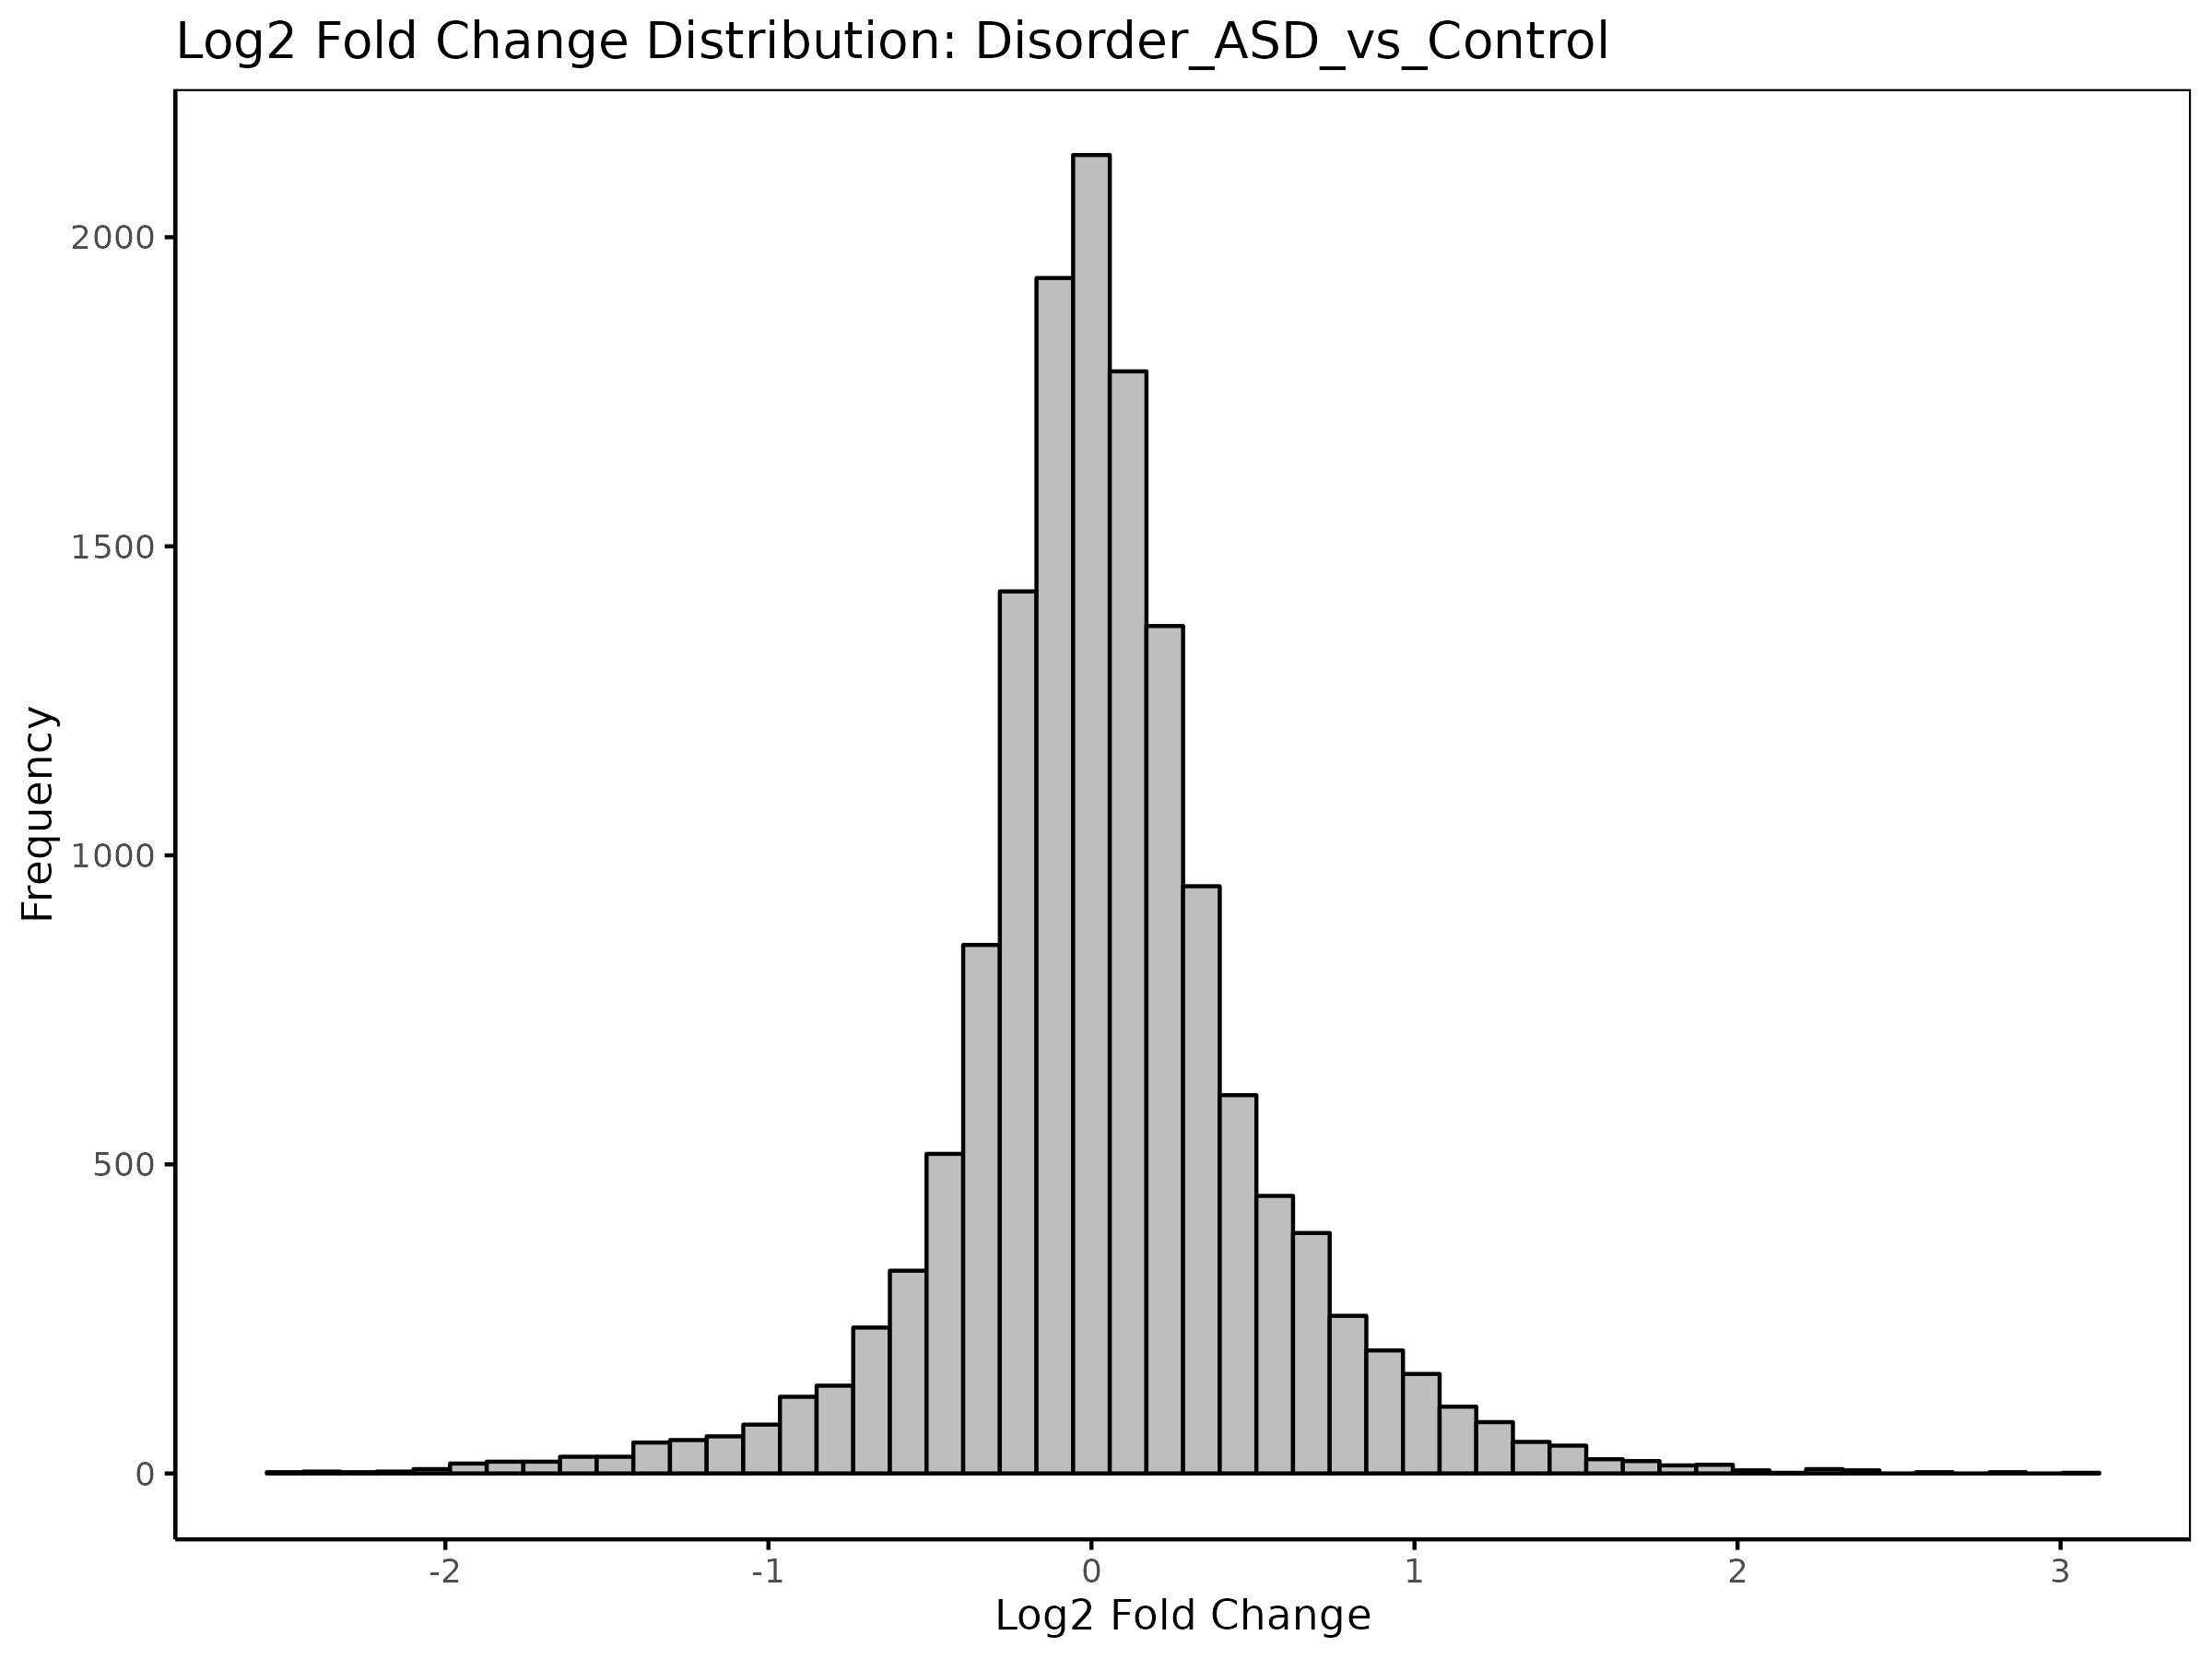 Log2 Fold Change Distribution: Disorder_ASD_vs_Control
Frequency
2000
1500
1000
500
0
-2 -1 0 1 2 3
Log2 Fold Change